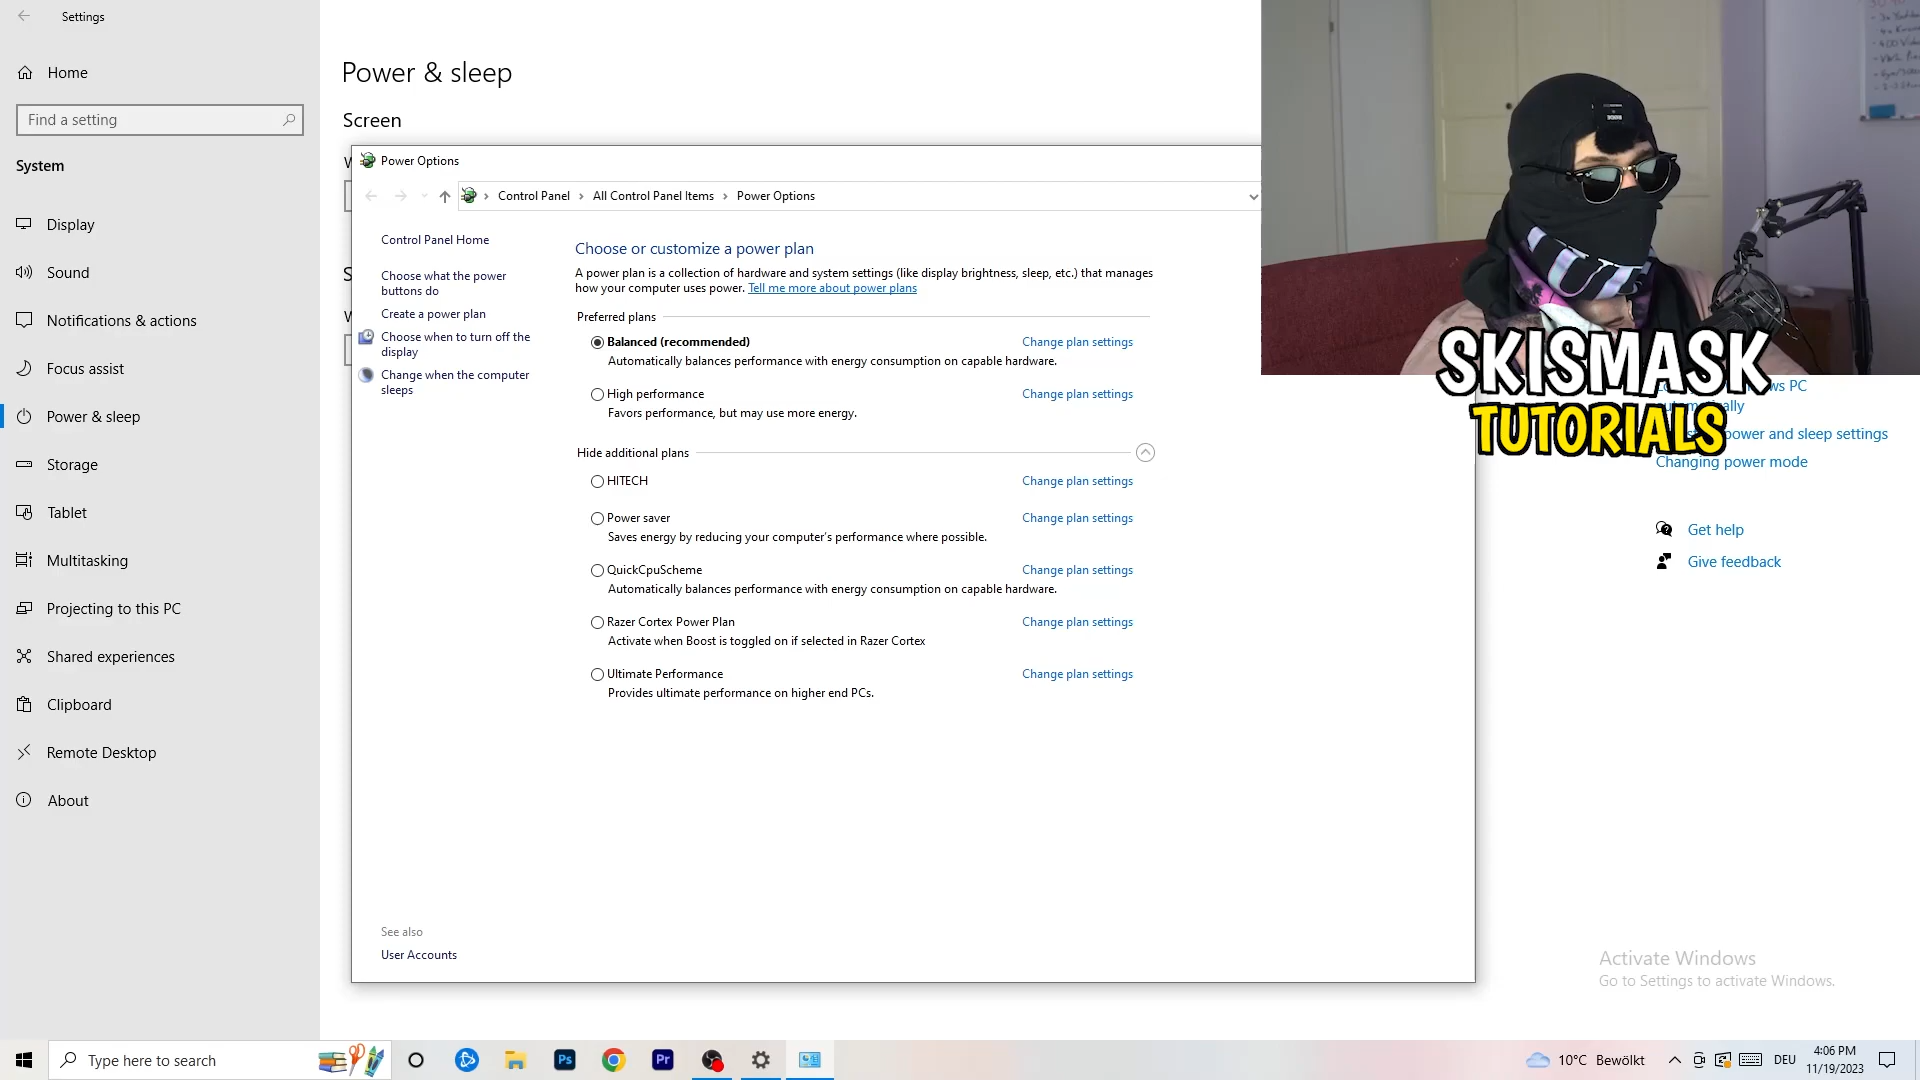 Settings
Home
Find a setting
System
Display
Sound
Notifications & actions
Focus assist
Power & sleep
Storage
Tablet
Multitasking
Projecting to this PC
Shared experiences
Clipboard
Remote Desktop
About
Power & sleep
Screen
Power Options
Control Panel
All Control Panel Items
Power Options
Control Panel Home
Choose what the power
buttons do
Create a power plan
Choose when to turn off the
display
Change when the computer
sleeps
See also
User Accounts
Choose or customize a power plan
A power plan is a collection of hardware and system settings (like display brightness, sleep, etc.) that manages
how your computer uses power. Tell me more about power plans
Preferred plans
Balanced (recommended) Change plan settings
Automatically balances performance with energy consumption on capable hardware.
High performance Change plan settings
Favors performance, but may use more energy.
Hide additional plans
HITECH Change plan settings
Power saver Change plan settings
Saves energy by reducing your computer's performance where possible.
QuickCpuScheme Change plan settings
Automatically balances performance with energy consumption on capable hardware.
Razer Cortex Power Plan Change plan settings
Activate when Boost is toggled on if selected in Razer Cortex
Ultimate Performance Change plan settings
Provides ultimate performance on higher end PCs.
SKISMASK
TUTORIALS
PC
power and sleep settings
Changing power mode
Get help
Give feedback
Activate Windows
Go to Settings to activate Windows.
Type here to search
Ps
Pr
10°C Bewölkt
DEU
4:06 PM
11/19/2023